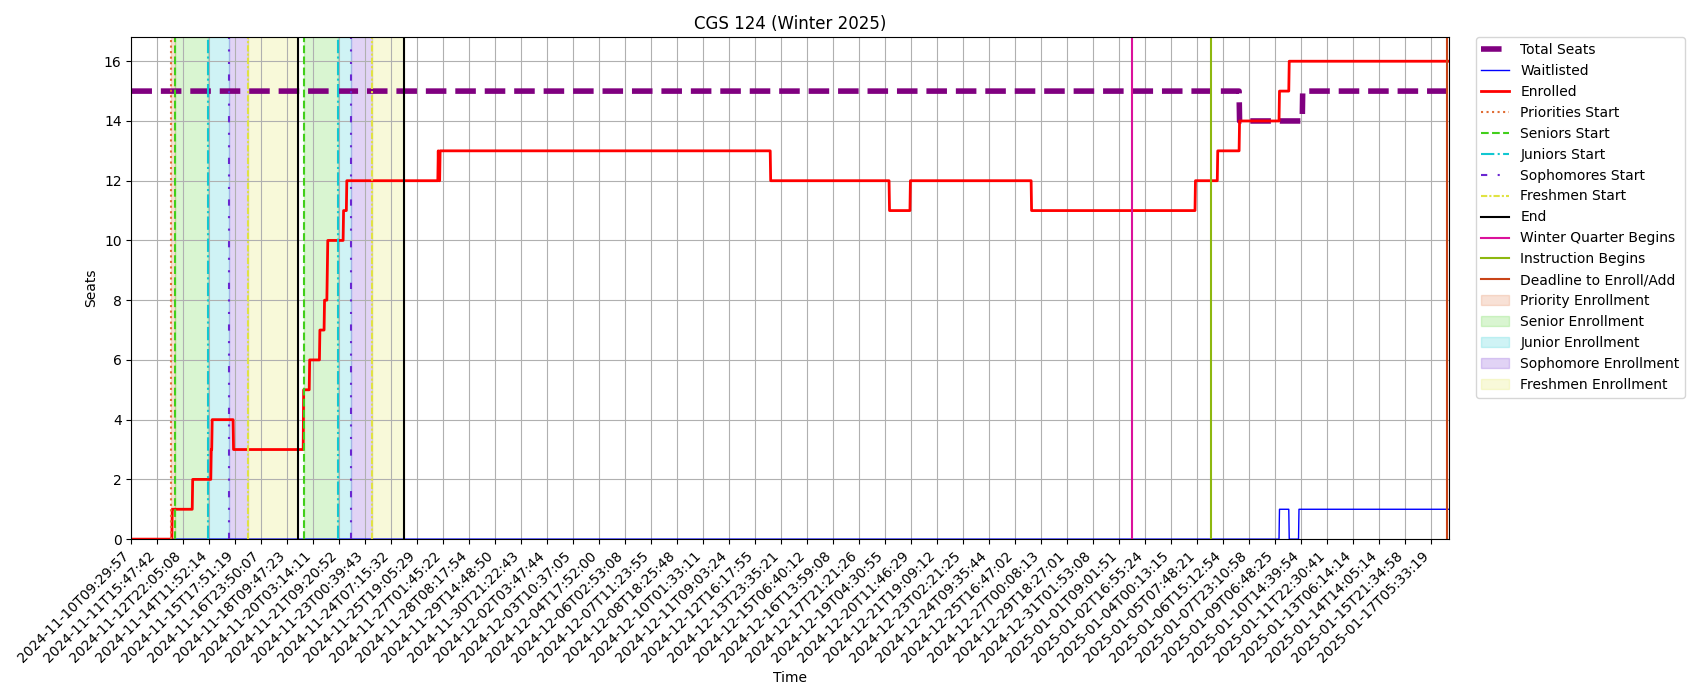 CGS 124 (Winter 2025)
Seats
16
14
12
10
8
6
4
2
0
2024-11-10T09:29:57
2024-11-11T15:47:42
2024-11-12T22:05:08
2024-11-14T11:52:14
2024-11-15T17:51:19
2024-11-16T23:50:07
2024-11-18T09:47:23
2024-11-20T03:14:11
2024-11-21T09:20:52
2024-11-23T00:39:43
2024-11-24T07:15:32
2024-11-25T19:05:29
2024-11-27T01:45:22
2024-11-28T08:17:54
2024-11-29T14:48:50
2024-11-30T21:22:43
2024-12-02T03:47:44
2024-12-03T10:37:05
2024-12-04T17:52:00
2024-12-06T02:53:08
2024-12-07T11:23:55
2024-12-08T18:25:48
2024-12-10T01:33:11
2024-12-11T09:03:24
2024-12-12T16:17:55
2024-12-13T23:35:21
2024-12-15T06:40:12
2024-12-16T13:59:08
2024-12-17T21:21:26
2024-12-19T04:30:55
2024-12-20T11:46:29
2024-12-21T19:09:12
2024-12-23T02:21:25
2024-12-24T09:35:44
2024-12-25T16:47:02
2024-12-27T00:08:13
2024-12-29T18:27:01
2024-12-31T01:53:08
2025-01-01T09:01:51
2025-01-02T16:55:24
2025-01-04T00:13:15
2025-01-05T07:48:21
2025-01-06T15:12:54
2025-01-07T23:10:58
2025-01-09T06:48:25
2025-01-10T14:39:54
2025-01-11T22:30:41
2025-01-13T06:14:14
2025-01-14T14:05:14
2025-01-15T21:34:58
2025-01-17T05:33:19
Time
Total Seats
Waitlisted
Enrolled
Priorities Start
Seniors Start
Juniors Start
Sophomores Start
Freshmen Start
End
Winter Quarter Begins
Instruction Begins
Deadline to Enroll/Add
Priority Enrollment
Senior Enrollment
Junior Enrollment
Sophomore Enrollment
Freshmen Enrollment